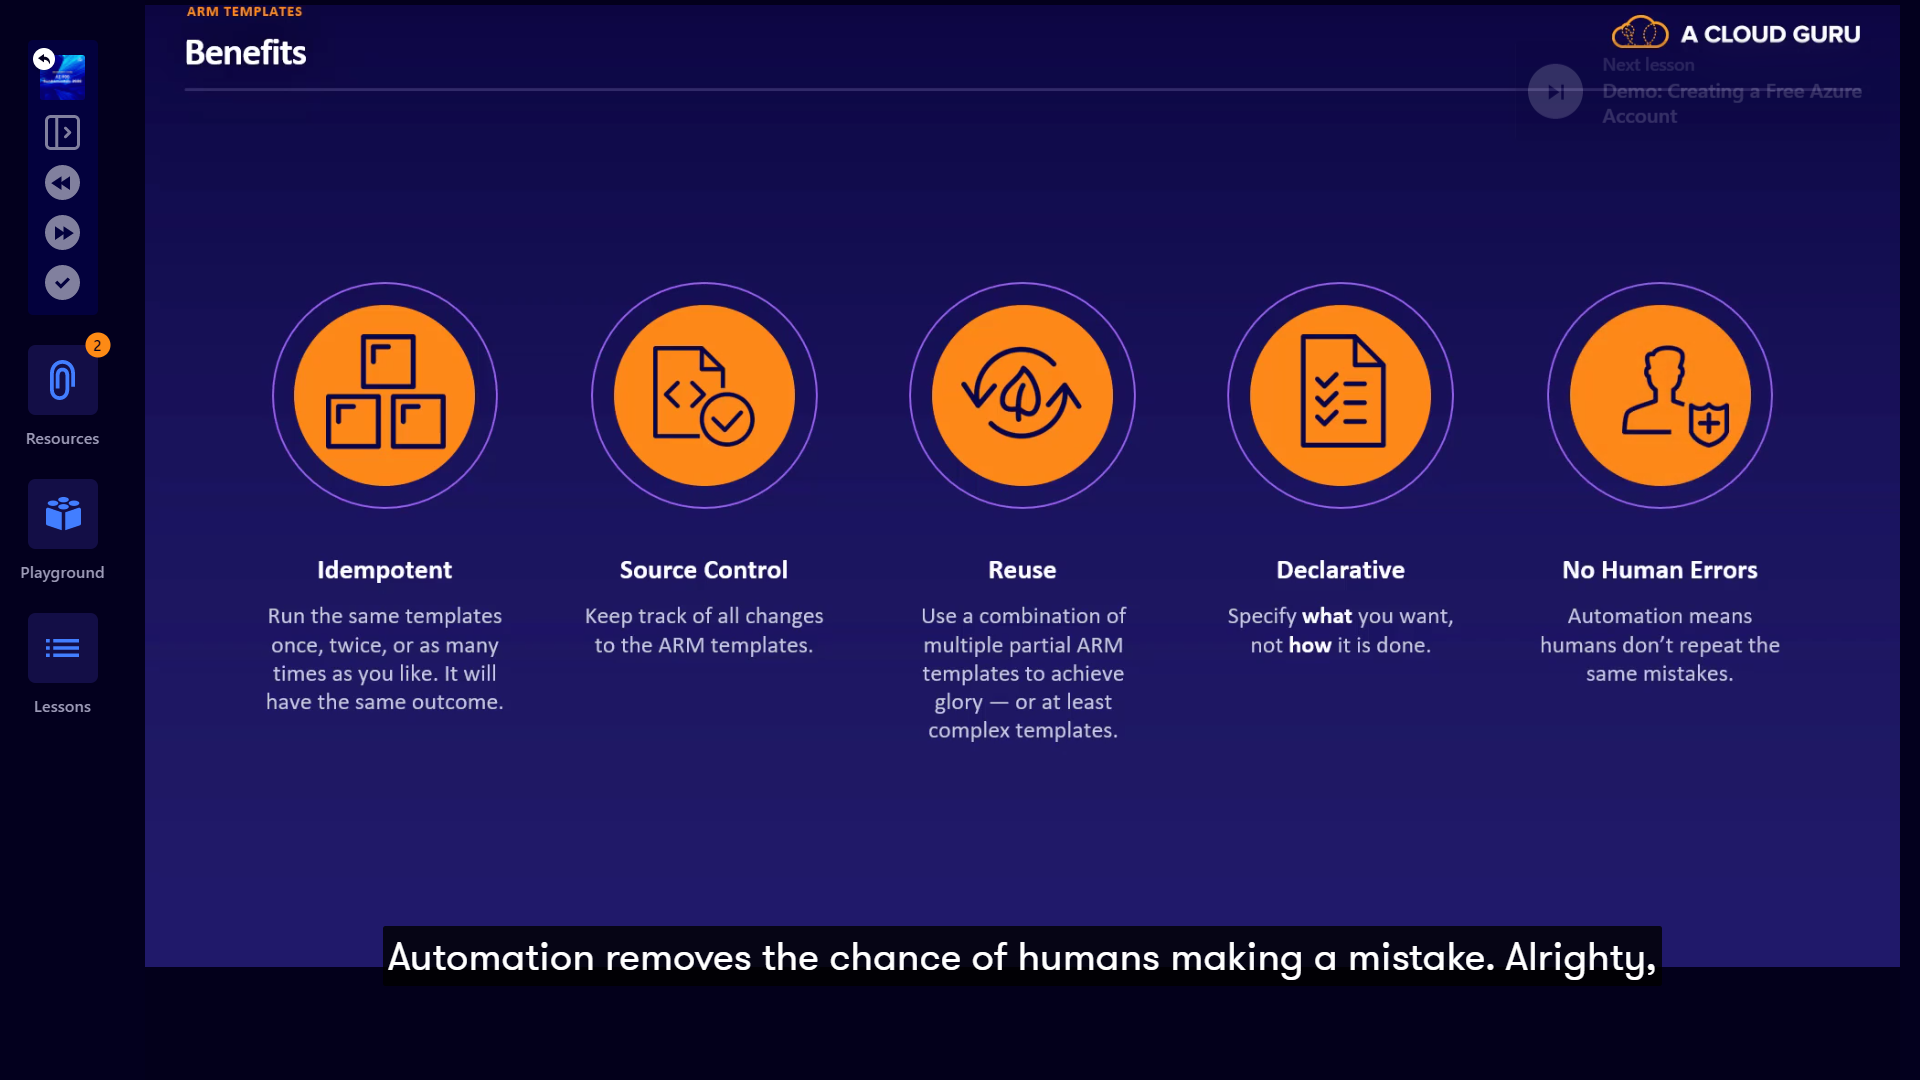 ARM TEMPLATES
Benefits
A CLOUD GURU
Next lesson
Demo: Creating a Free Azure
Account
2
Resources
Playground
Lessons
Idempotent
Run the same templates
once, twice, or as many
times as you like. It will
have the same outcome.
Source Control
Keep track of all changes
to the ARM templates.
Reuse
Use a combination of
multiple partial ARM
templates to achieve
glory — or at least
complex templates.
Declarative
Specify what you want,
not how it is done.
No Human Errors
Automation means
humans don’t repeat the
same mistakes.
Automation removes the chance of humans making a mistake. Alrighty,